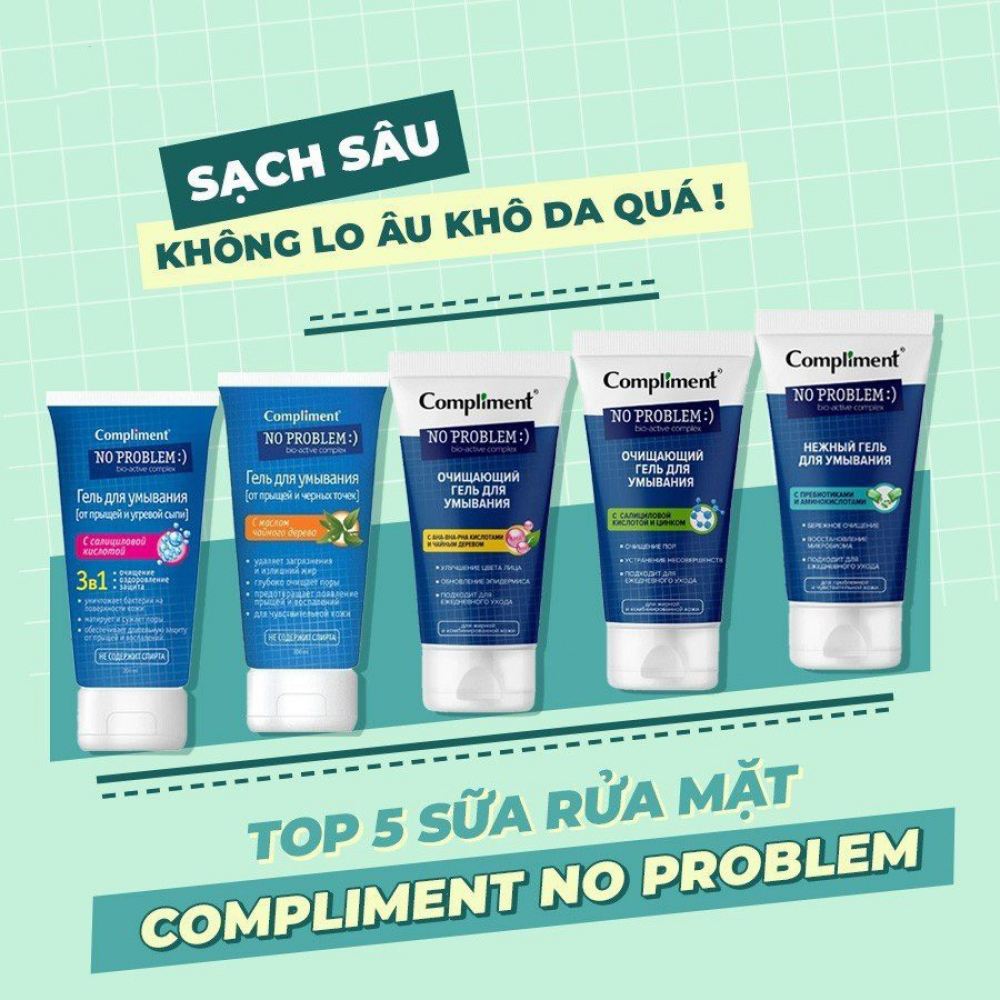 SẠCH SÂU
KHÔNG LO ÂU KHÔ DA QUÁ !
Compliment
NO PROBLEM:)
bio-active complex
Гель для умывания
[от прыщей и угревой сыпи]
С салициловой
кислотой
3в1
: очищение
оздоровление
защита
• уничтожает бактерии на
поверхности кожи
• матирует и сужает поры
• обеспечивает длительную защиту
от прыщей и воспалений
НЕ СОДЕРЖИТ СПИРТА
200 ml
Compliment
NO PROBLEM:)
bio-active complex
Гель для умывания
[от прыщей и черных точек]
С маслом
чайного дерева
• удаляет загрязнения
и излишний жир
• глубоко очищает поры
• предотвращает появление
прыщей и воспалений
• для чувствительной кожи
НЕ СОДЕРЖИТ СПИРТА
200 ml
Compliment®
NO PROBLEM:)
bio-active complex
ОЧИЩАЮЩИЙ
ГЕЛЬ ДЛЯ
УМЫВАНИЯ
С AHA-BHA-PHA КИСЛОТАМИ
И ЧАЙНЫМ ДЕРЕВОМ
• УЛУЧШЕНИЕ ЦВЕТА ЛИЦА
• ОБНОВЛЕНИЕ ЭПИДЕРМИСА
• ПОДХОДИТ ДЛЯ
ЕЖЕДНЕВНОГО УХОДА
для жирной
и комбинированной кожи
Compliment®
NO PROBLEM:)
bio-active complex
ОЧИЩАЮЩИЙ
ГЕЛЬ ДЛЯ
УМЫВАНИЯ
С САЛИЦИЛОВОЙ
КИСЛОТОЙ И ЦИНКОМ
• ОЧИЩЕНИЕ ПОР
• УСТРАНЕНИЕ НЕСОВЕРШЕНСТВ
• ПОДХОДИТ ДЛЯ
ЕЖЕДНЕВНОГО УХОДА
для жирной
и комбинированной кожи
Compliment®
NO PROBLEM:)
bio-active complex
НЕЖНЫЙ ГЕЛЬ
ДЛЯ УМЫВАНИЯ
С ПРЕБИОТИКАМИ
И АМИНОКИСЛОТАМИ
• БЕРЕЖНОЕ ОЧИЩЕНИЕ
• ВОССТАНОВЛЕНИЕ
МИКРОБИОМА
• ПОДХОДИТ ДЛЯ
ЕЖЕДНЕВНОГО УХОДА
для проблемной
и чувствительной кожи
TOP 5 SỮA RỬA MẶT
COMPLIMENT NO PROBLEM